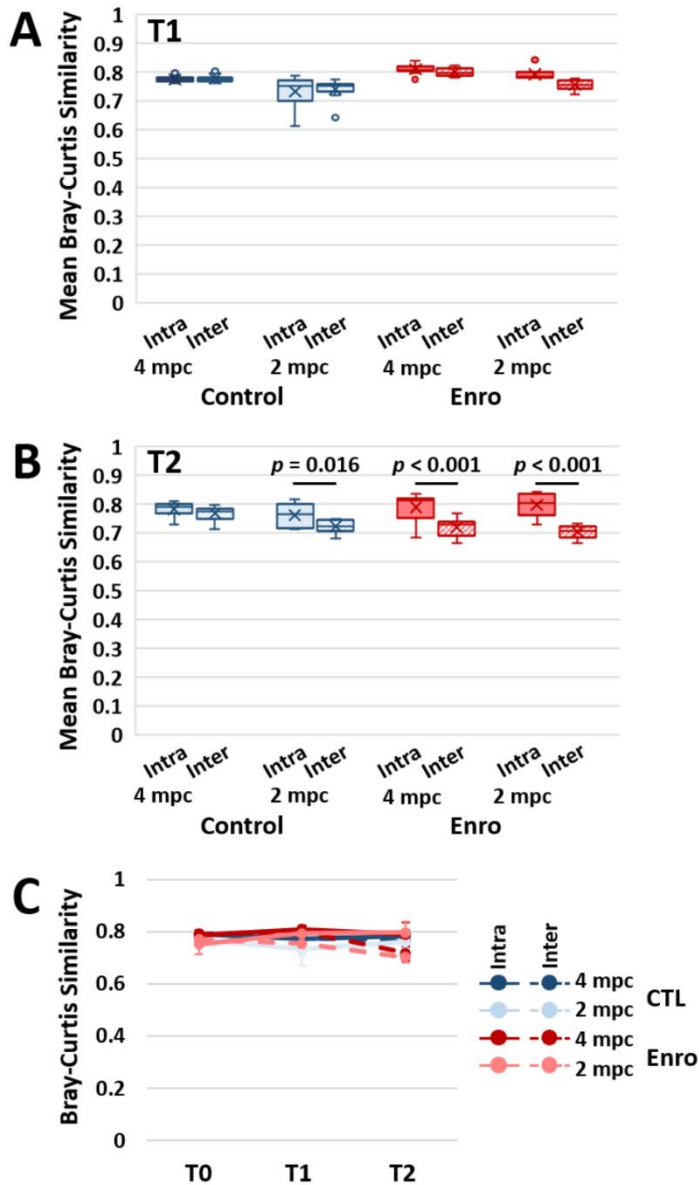 A
T1
Mean Bray-Curtis Similarity
1
0.9
0.8
0.7
0.6
0.5
0.4
0.3
0.2
0.1
0
Intra Inter Intra Inter Intra Inter Intra Inter
4 mpc 2 mpc 4 mpc 2 mpc
Control Enro
B
T2
Mean Bray-Curtis Similarity
p = 0.016 p < 0.001 p < 0.001
1
0.9
0.8
0.7
0.6
0.5
0.4
0.3
0.2
0.1
0
Intra Inter Intra Inter Intra Inter Intra Inter
4 mpc 2 mpc 4 mpc 2 mpc
Control Enro
C
Bray-Curtis Similarity
1
0.8
0.6
0.4
0.2
0
T0 T1 T2
Intra Inter
4 mpc
2 mpc
CTL
4 mpc
2 mpc
Enro